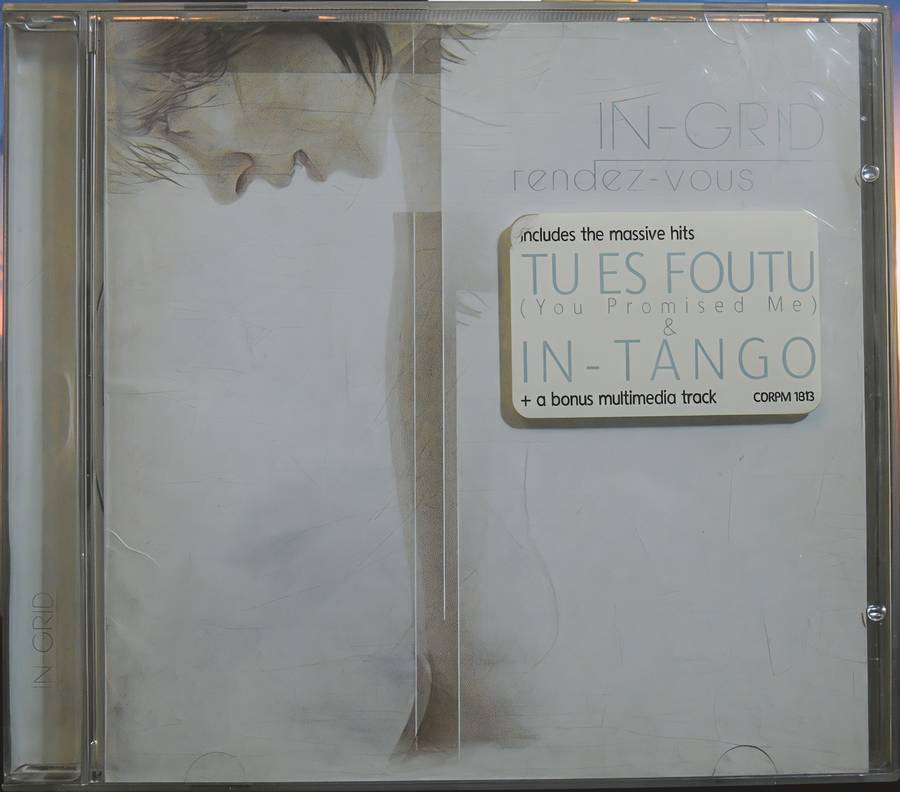 IN-GRID
rendez-vous
includes the massive hits
TU ES FOUTU
(You Promised Me)
&
IN-TANGO
+ a bonus multimedia track CDRPM 1813
IN-GRID